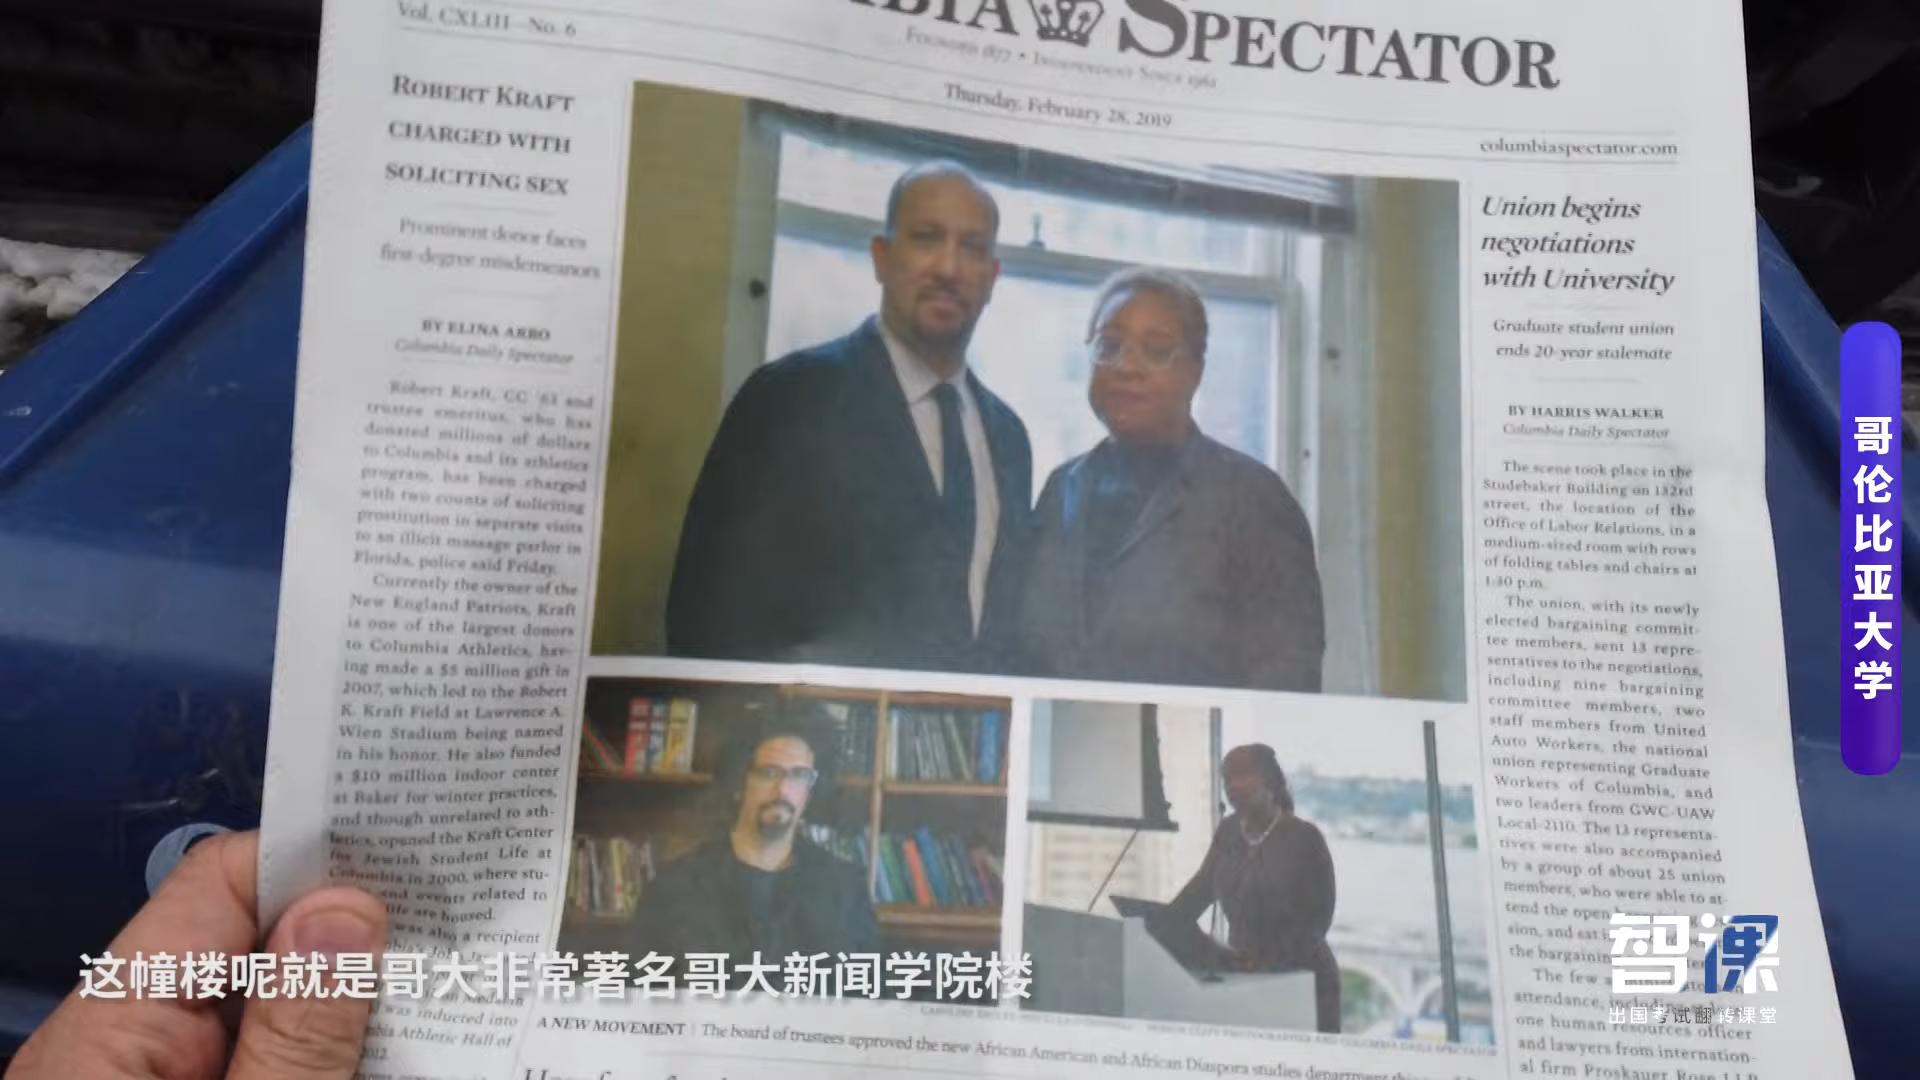 Vol. CXLIII No. 6
BIA SPECTATOR
FOUNDED 1877 • INDEPENDENT SINCE 1962
Thursday, February 28, 2019
columbiaspectator.com
ROBERT KRAFT
CHARGED WITH
SOLICITING SEX
Prominent donor faces
first-degree misdemeanors
BY ELINA ARBO
Columbia Daily Spectator
Robert Kraft, CC '63 and
trustee emeritus, who has
donated millions of dollars
to Columbia and its athletics
program, has been charged
with two counts of soliciting
prostitution in separate visits
to an illicit massage parlor in
Florida, police said Friday.
Currently the owner of the
New England Patriots, Kraft
is one of the largest donors
to Columbia Athletics, hav-
ing made a $5 million gift in
2007, which led to the Robert
K. Kraft Field at Lawrence A.
Wien Stadium being named
in his honor. He also funded
a $10 million indoor center
at Baker for winter practices,
and though unrelated to ath-
letics, opened the Kraft Center
for Jewish Student Life at
Columbia in 2000, where stu-
and events related to
life are housed.
was also a recipient
was inducted into
Athletic Hall of
2012.
Union begins
negotiations
with University
Graduate student union
ends 20-year stalemate
BY HARRIS WALKER
Columbia Daily Spectator
The scene took place in the
Studebaker Building on 132rd
street, the location of the
Office of Labor Relations, in a
medium-sized room with rows
of folding tables and chairs at
1:30 p.m.
The union, with its newly
elected bargaining commit-
tee members, sent 13 repre-
sentatives to the negotiations,
including nine bargaining
committee members, two
staff members from United
Auto Workers, the national
union representing Graduate
Workers of Columbia, and
two leaders from GWC-UAW
Local-2110. The 13 representa-
tives were also accompanied
by a group of about 25 union
members, who were able to at-
tend the open
sion, and sat
the bargaining
The few
attendance, including
one human resources officer
and lawyers from internation-
al firm Proskauer Rose LLP
A NEW MOVEMENT | The board of trustees approved the new African American and African Diaspora studies department
哥伦比亚大学
这幢楼呢就是哥大非常著名哥大新闻学院楼
智课
出国考试翻转课堂